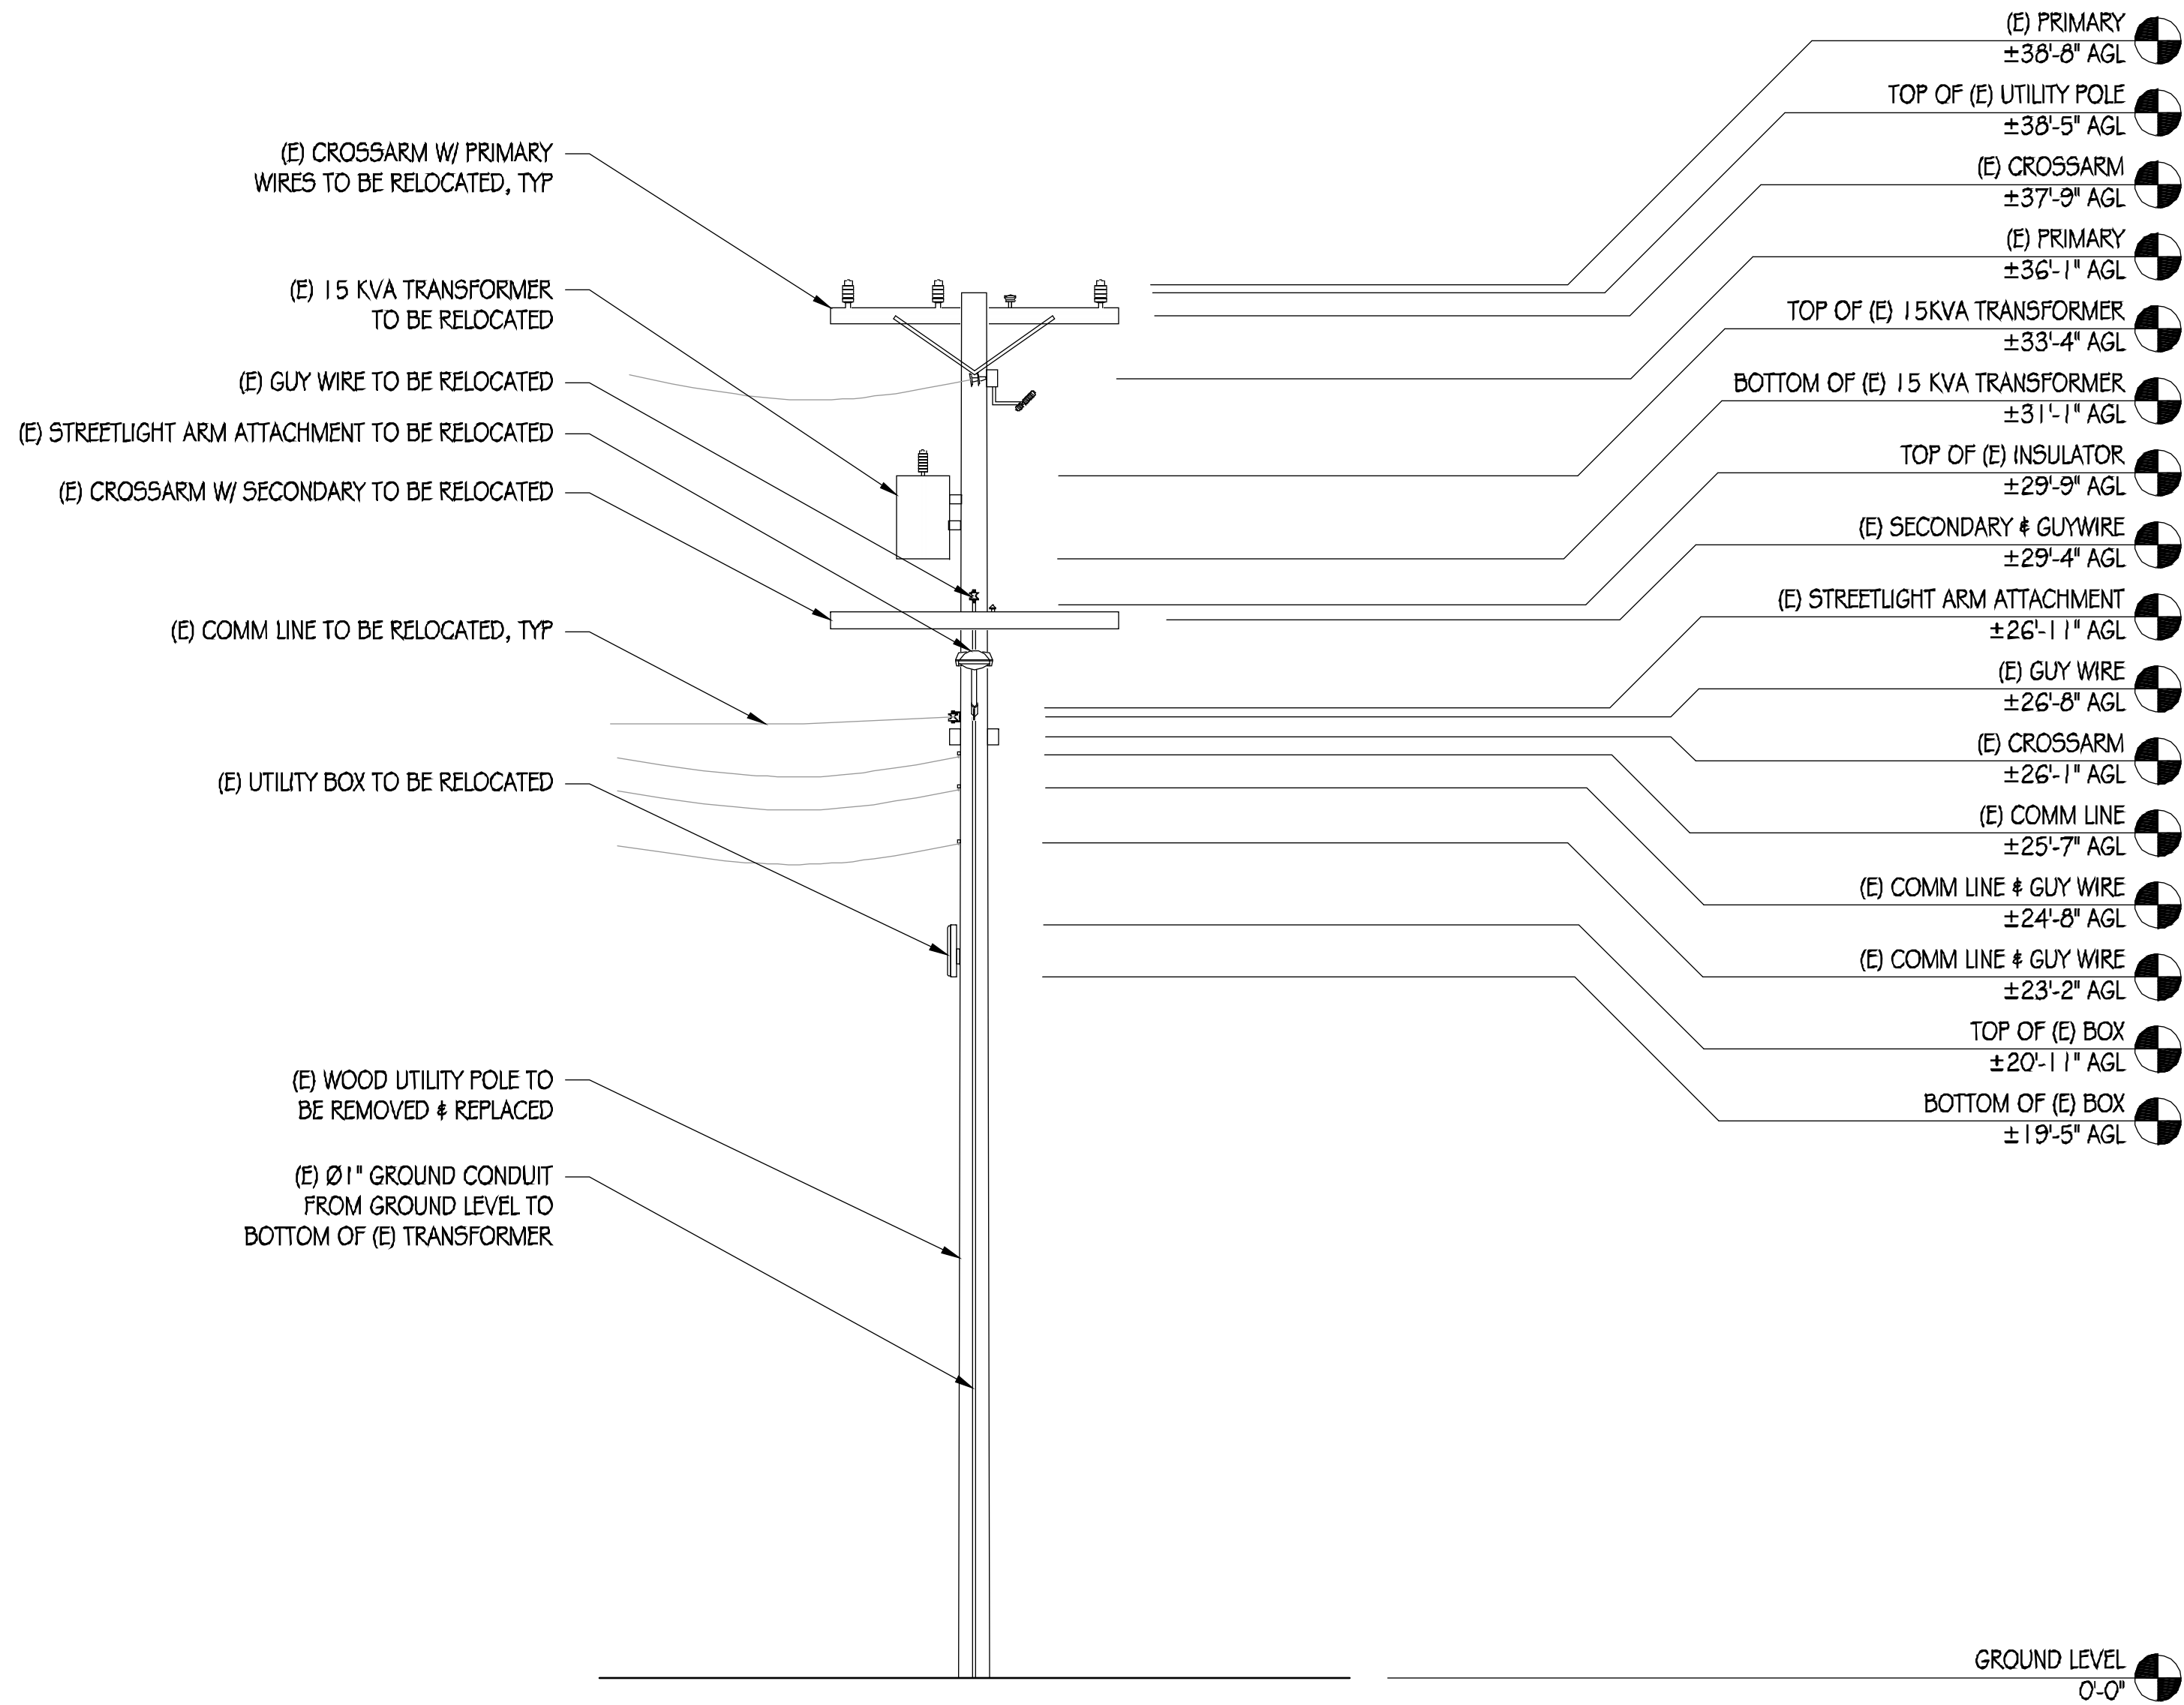 (E) CROSSARM W/ PRIMARY
WIRES TO BE RELOCATED, TYP
(E) 15 KVA TRANSFORMER
TO BE RELOCATED
(E) GUY WIRE TO BE RELOCATED
(E) STREETLIGHT ARM ATTACHMENT TO BE RELOCATED
(E) CROSSARM W/ SECONDARY TO BE RELOCATED
(E) COMM LINE TO BE RELOCATED, TYP
(E) UTILITY BOX TO BE RELOCATED
(E) WOOD UTILITY POLE TO
BE REMOVED & REPLACED
(E) Ø1" GROUND CONDUIT
FROM GROUND LEVEL TO
BOTTOM OF (E) TRANSFORMER
(E) PRIMARY
±38'-8" AGL
TOP OF (E) UTILITY POLE
±38'-5" AGL
(E) CROSSARM
±37'-9" AGL
(E) PRIMARY
±36'-1" AGL
TOP OF (E) 15KVA TRANSFORMER
±33'-4" AGL
BOTTOM OF (E) 15 KVA TRANSFORMER
±31'-1" AGL
TOP OF (E) INSULATOR
±29'-9" AGL
(E) SECONDARY & GUYWIRE
±29'-4" AGL
(E) STREETLIGHT ARM ATTACHMENT
±26'-11" AGL
(E) GUY WIRE
±26'-8" AGL
(E) CROSSARM
±26'-1" AGL
(E) COMM LINE
±25'-7" AGL
(E) COMM LINE & GUY WIRE
±24'-8" AGL
(E) COMM LINE & GUY WIRE
±23'-2" AGL
TOP OF (E) BOX
±20'-11" AGL
BOTTOM OF (E) BOX
±19'-5" AGL
GROUND LEVEL
0'-0"